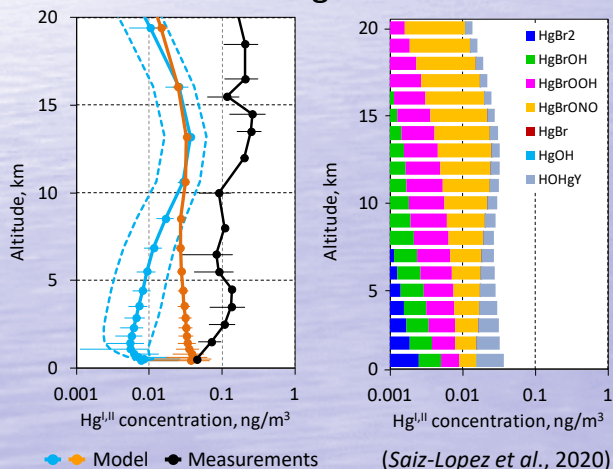 20
15
10
5
0
Altitude, km
0.001 0.01 0.1 1
Hg^I,II concentration, ng/m³
Model Measurements
20
15
10
5
0
Altitude, km
0.001 0.01 0.1 1
Hg^I,II concentration, ng/m³
HgBr2
HgBrOH
HgBrOOH
HgBrONO
HgBr
HgOH
HOHgY
(Saiz-Lopez et al., 2020)